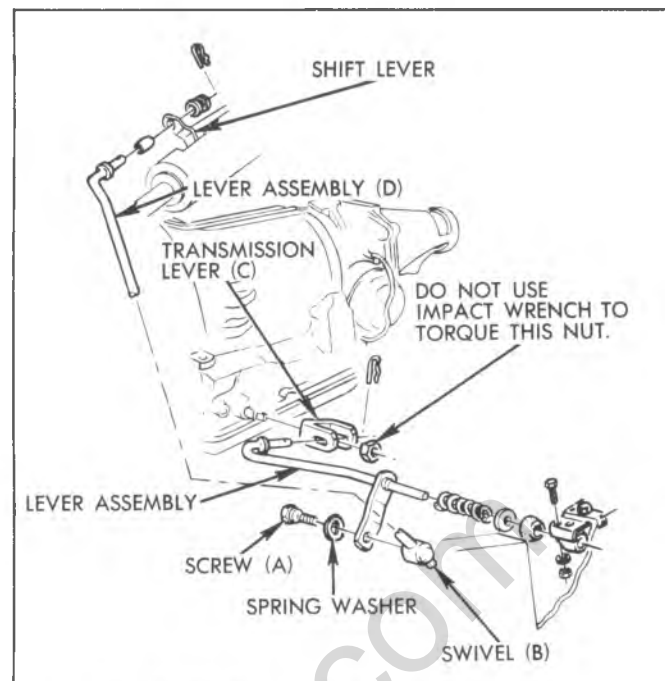 SHIFT LEVER
LEVER ASSEMBLY (D)
TRANSMISSION
LEVER (C)
DO NOT USE
IMPACT WRENCH TO
TORQUE THIS NUT.
LEVER ASSEMBLY
SCREW (A)
SPRING WASHER
SWIVEL (B)
com